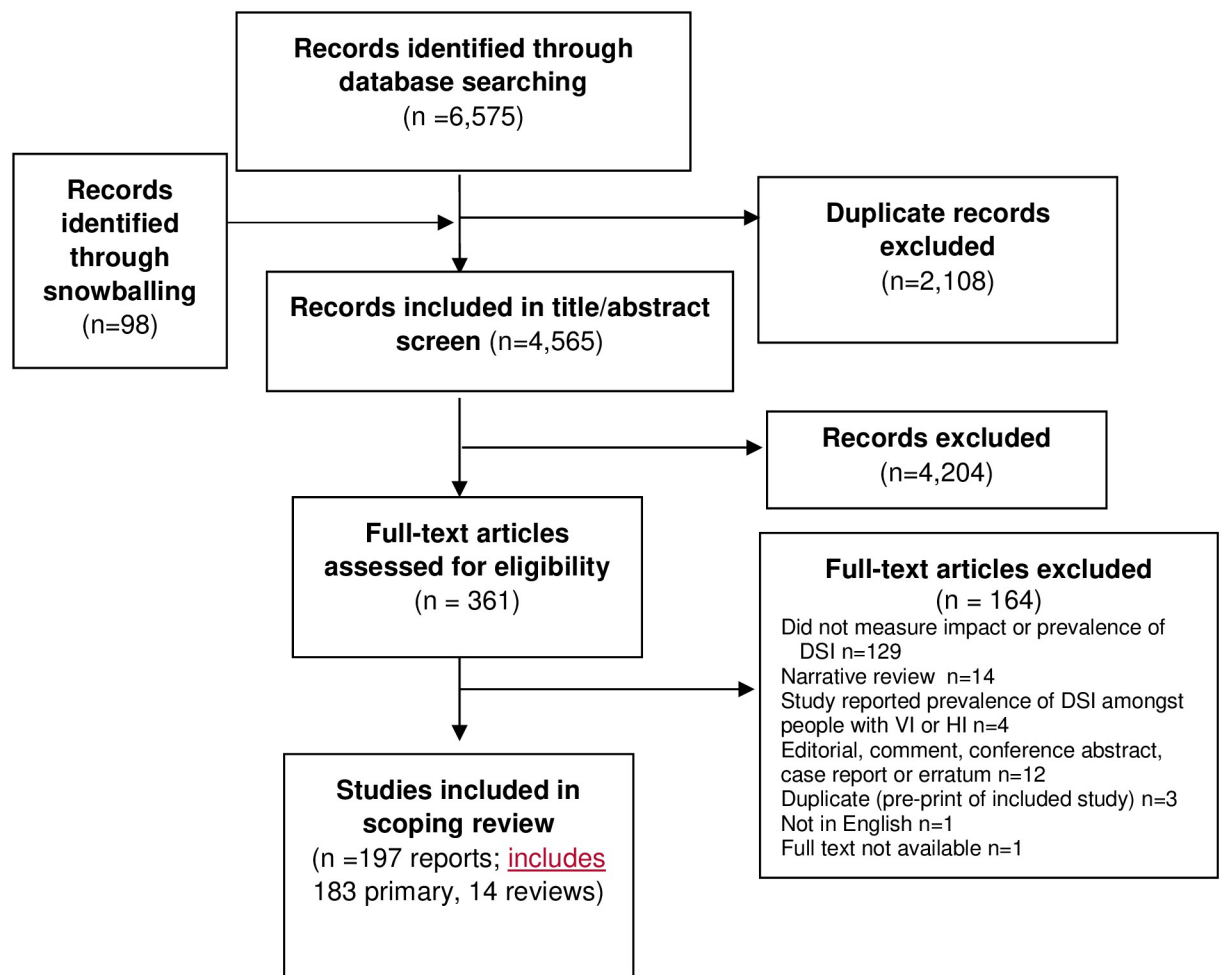 Records identified through
database searching
(n =6,575)
Records
identified
through
snowballing
(n=98)
Duplicate records
excluded
(n=2,108)
Records included in title/abstract
screen (n=4,565)
Records excluded
(n=4,204)
Full-text articles
assessed for eligibility
(n = 361)
Full-text articles excluded
(n = 164)
Did not measure impact or prevalence of
DSI n=129
Narrative review n=14
Study reported prevalence of DSI amongst
people with VI or HI n=4
Editorial, comment, conference abstract,
case report or erratum n=12
Duplicate (pre-print of included study) n=3
Not in English n=1
Full text not available n=1
Studies included in
scoping review
(n =197 reports; includes
183 primary, 14 reviews)